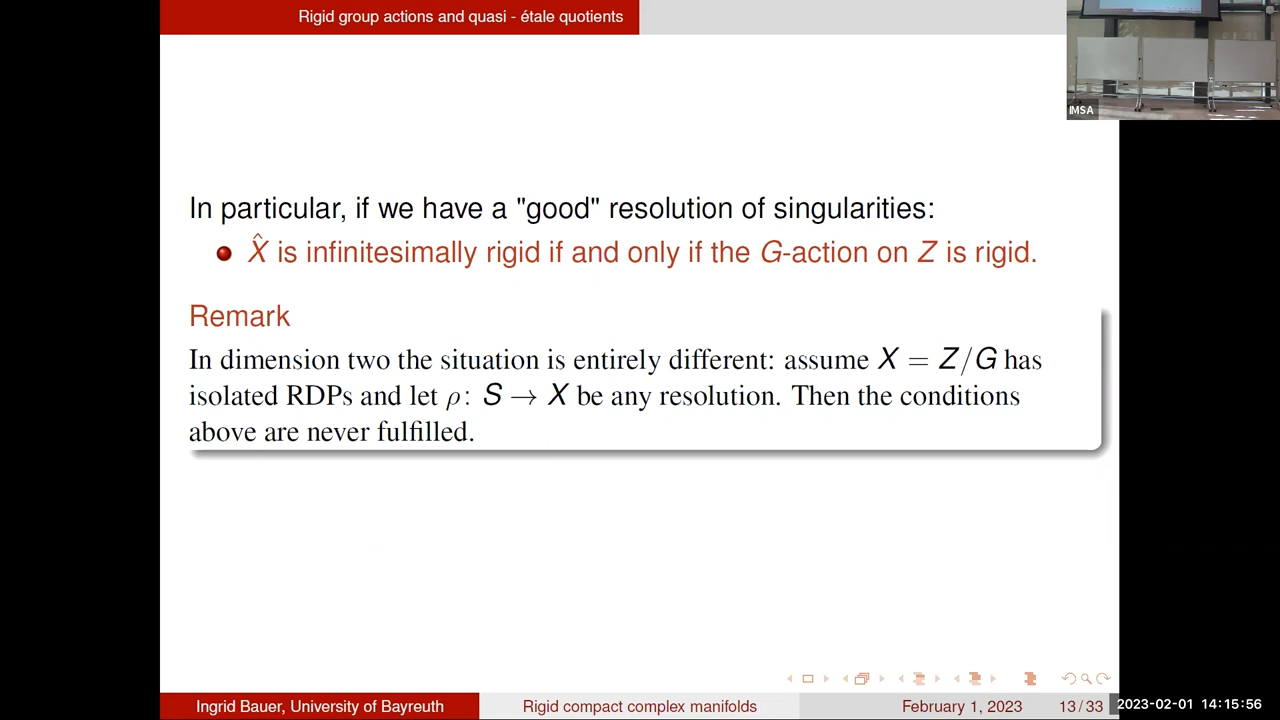 Rigid group actions and quasi - étale quotients
IMSA
In particular, if we have a "good" resolution of singularities:
X̂ is infinitesimally rigid if and only if the G-action on Z is rigid.
Remark
In dimension two the situation is entirely different: assume X = Z/G has
isolated RDPs and let ρ: S → X be any resolution. Then the conditions
above are never fulfilled.
Ingrid Bauer, University of Bayreuth
Rigid compact complex manifolds
February 1, 2023
13 / 33
2023-02-01 14:15:56